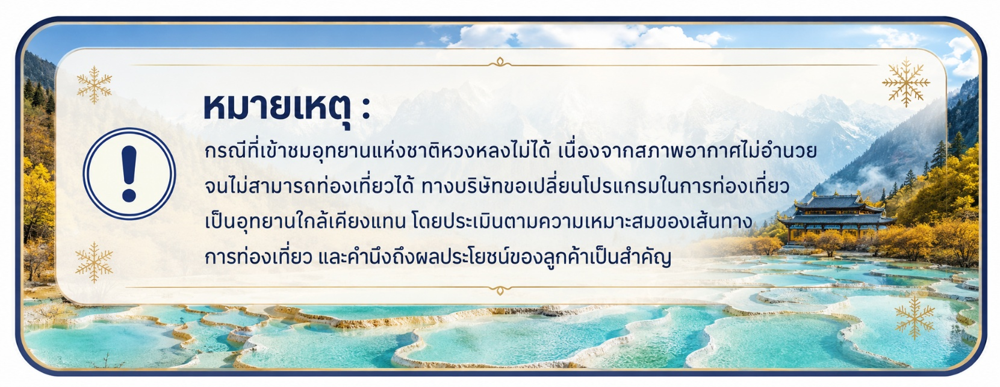 หมายเหตุ :
กรณีที่เข้าชมอุทยานแห่งชาติหวงหลงไม่ได้ เนื่องจากสภาพอากาศไม่อำนวย
จนไม่สามารถท่องเที่ยวได้ ทางบริษัทขอเปลี่ยนโปรแกรมในการท่องเที่ยว
เป็นอุทยานใกล้เคียงแทน โดยประเมินตามความเหมาะสมของเส้นทาง
การท่องเที่ยว และคำนึงถึงผลประโยชน์ของลูกค้าเป็นสำคัญ